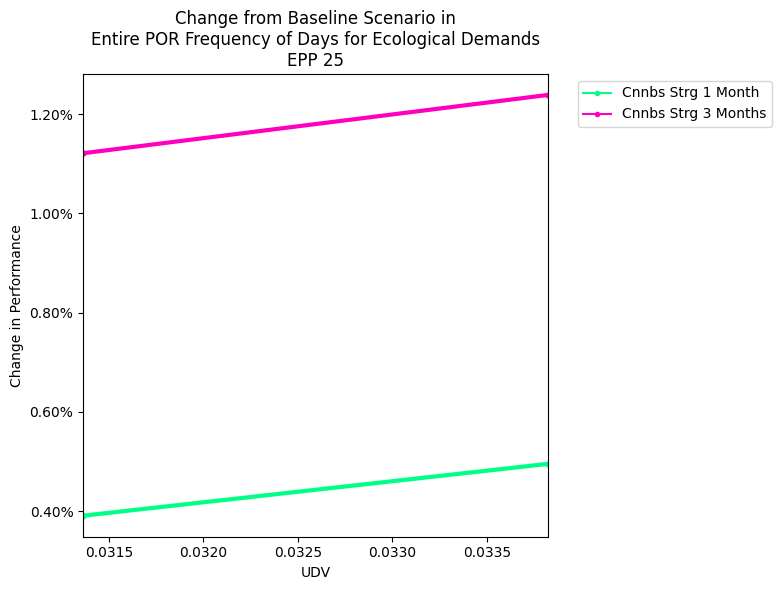 Change from Baseline Scenario in
Entire POR Frequency of Days for Ecological Demands
EPP 25
Cnnbs Strg 1 Month
Cnnbs Strg 3 Months
Change in Performance
1.20%
1.00%
0.80%
0.60%
0.40%
0.0315
0.0320
0.0325
0.0330
0.0335
UDV